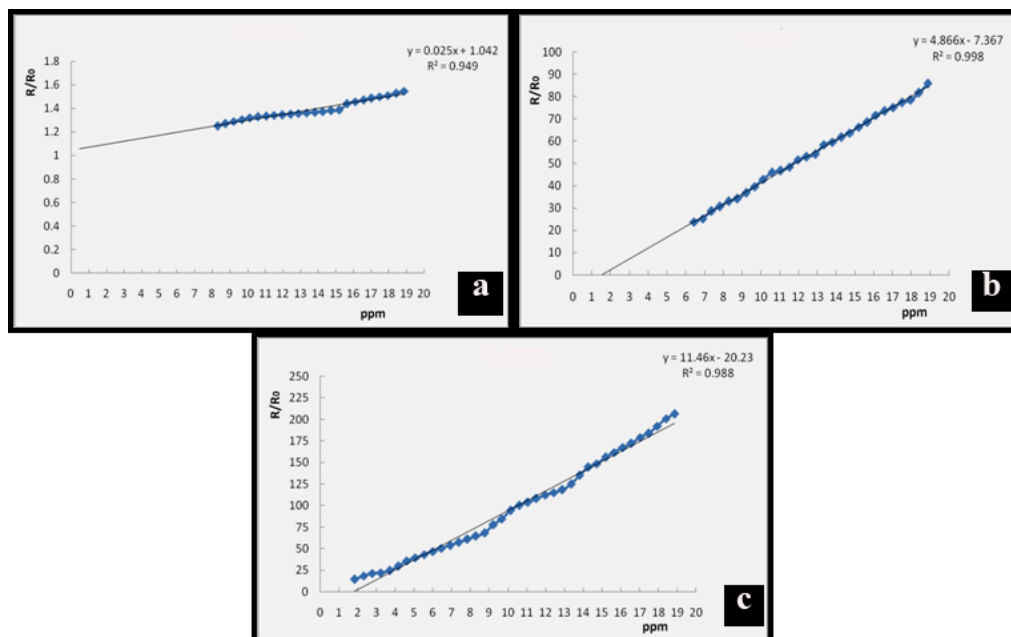 y = 0.025x + 1.042
R² = 0.949
R/R₀
1.8
1.6
1.4
1.2
1
0.8
0.6
0.4
0.2
0
0 1 2 3 4 5 6 7 8 9 10 11 12 13 14 15 16 17 18 19 20
ppm
a
y = 4.866x - 7.367
R² = 0.998
R/R₀
100
90
80
70
60
50
40
30
20
10
0
0 1 2 3 4 5 6 7 8 9 10 11 12 13 14 15 16 17 18 19 20
ppm
b
y = 11.46x - 20.23
R² = 0.988
R/R₀
250
225
200
175
150
125
100
75
50
25
0
0 1 2 3 4 5 6 7 8 9 10 11 12 13 14 15 16 17 18 19 20
ppm
c